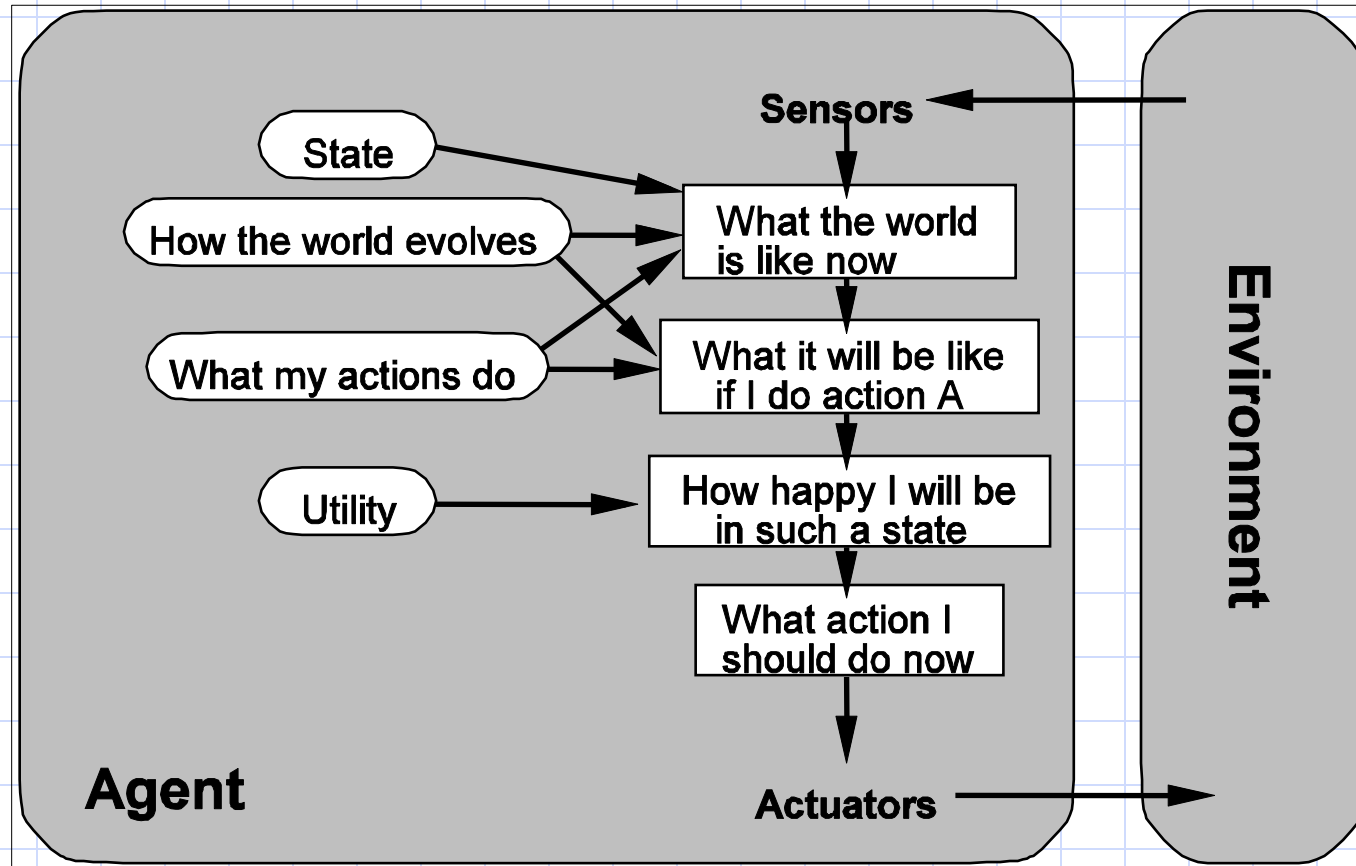 Sensors
State
What the world
is like now
How the world evolves
What it will be like
if I do action A
What my actions do
How happy I will be
in such a state
Utility
What action I
should do now
Agent
Actuators
Environment